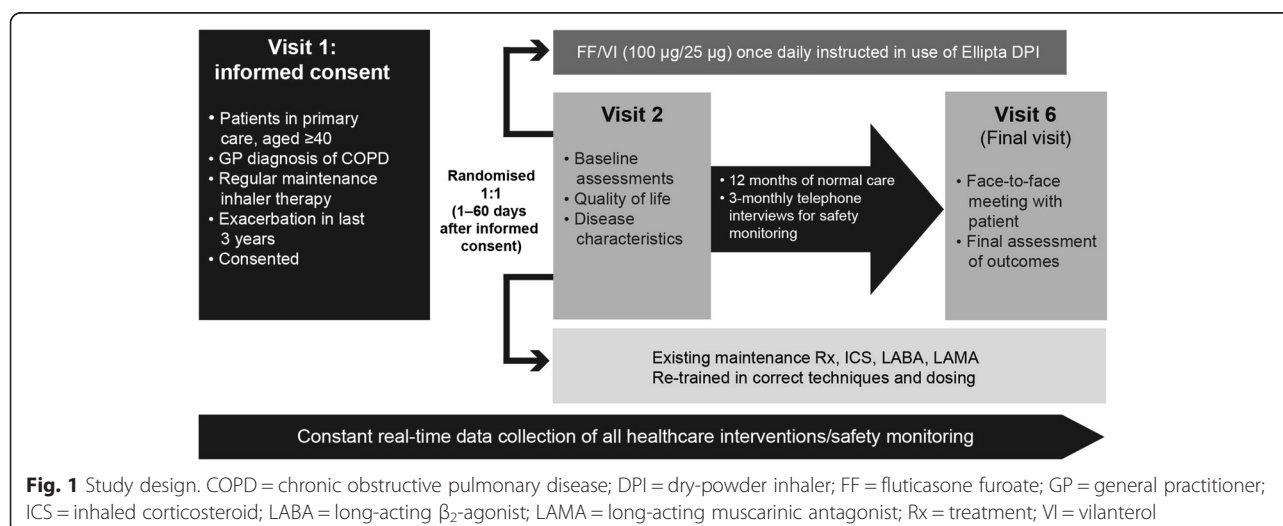 Visit 1:
informed consent
• Patients in primary
care, aged ≥40
• GP diagnosis of COPD
• Regular maintenance
inhaler therapy
• Exacerbation in last
3 years
• Consented
Randomised
1:1
(1–60 days
after informed
consent)
FF/VI (100 µg/25 µg) once daily instructed in use of Ellipta DPI
Visit 2
• Baseline
assessments
• Quality of life
• Disease
characteristics
• 12 months of normal care
• 3-monthly telephone
interviews for safety
monitoring
Visit 6
(Final visit)
• Face-to-face
meeting with
patient
• Final assessment
of outcomes
Existing maintenance Rx, ICS, LABA, LAMA
Re-trained in correct techniques and dosing
Constant real-time data collection of all healthcare interventions/safety monitoring
Fig. 1 Study design. COPD = chronic obstructive pulmonary disease; DPI = dry-powder inhaler; FF = fluticasone furoate; GP = general practitioner;
ICS = inhaled corticosteroid; LABA = long-acting β₂-agonist; LAMA = long-acting muscarinic antagonist; Rx = treatment; VI = vilanterol